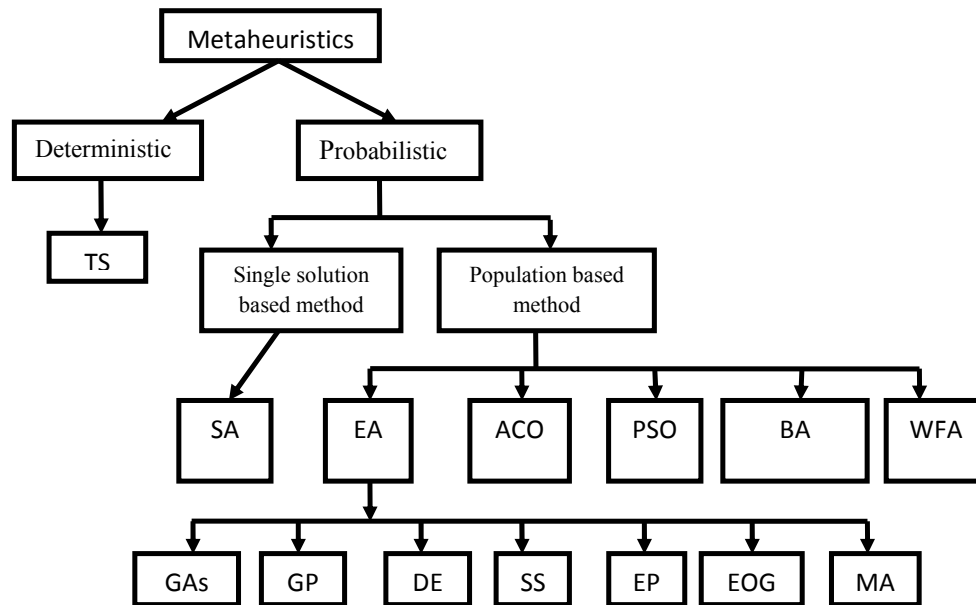 Metaheuristics
Deterministic
Probabilistic
TS
Single solution
based method
Population based
method
SA
EA
ACO
PSO
BA
WFA
GAs
GP
DE
SS
EP
EOG
MA